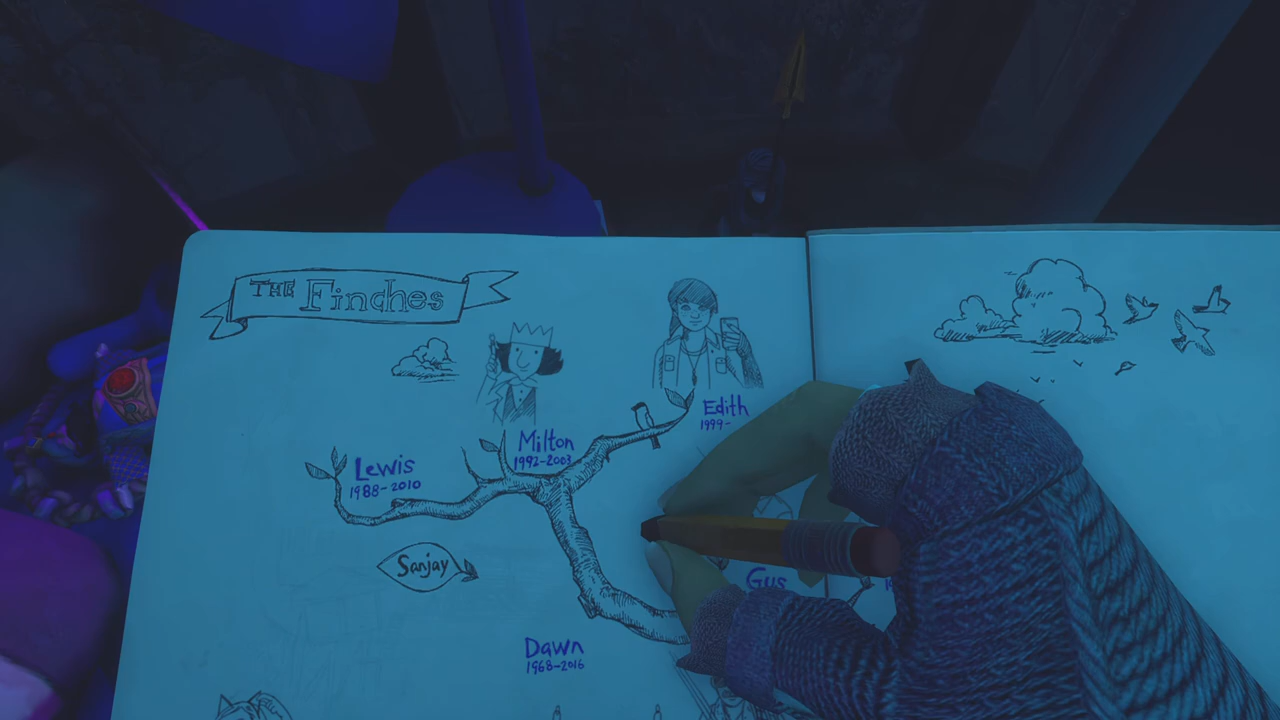 THE Finches
Edith
1999-
Milton
1992-2003
Lewis
1988-2010
Sanjay
Gus
Dawn
1968-2016